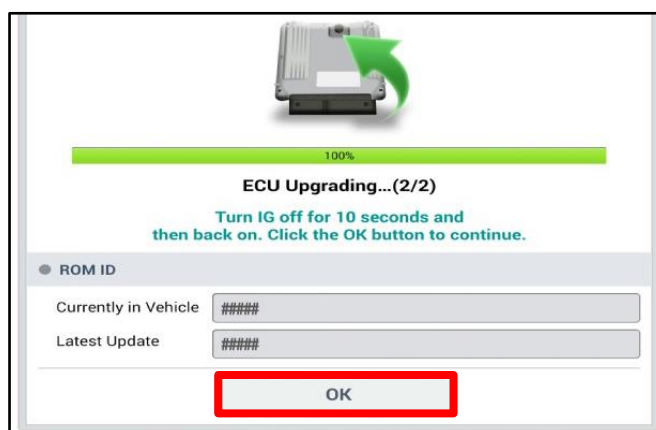 100%
ECU Upgrading...(2/2)
Turn IG off for 10 seconds and
then back on. Click the OK button to continue.
ROM ID
Currently in Vehicle #####
Latest Update #####
OK